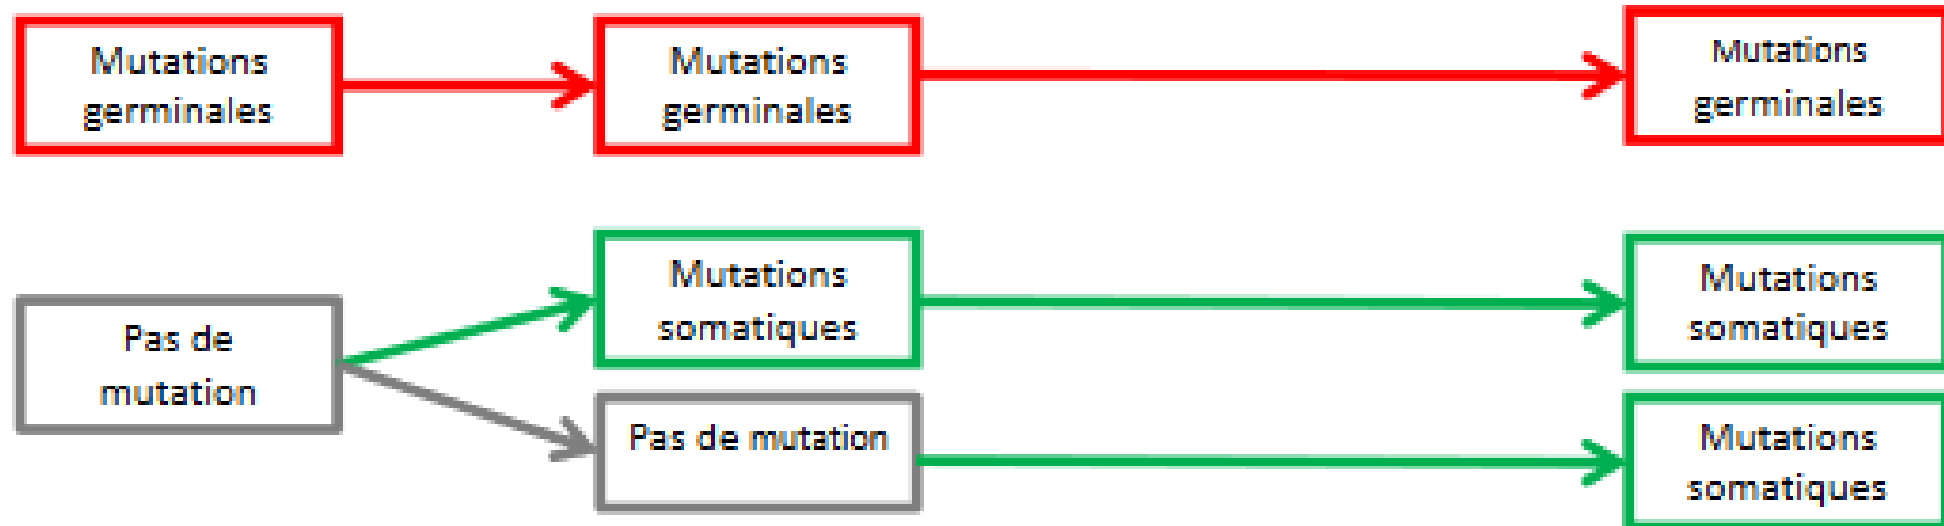 Mutations
germinales
Mutations
germinales
Mutations
germinales
Pas de
mutation
Mutations
somatiques
Mutations
somatiques
Pas de mutation
Mutations
somatiques